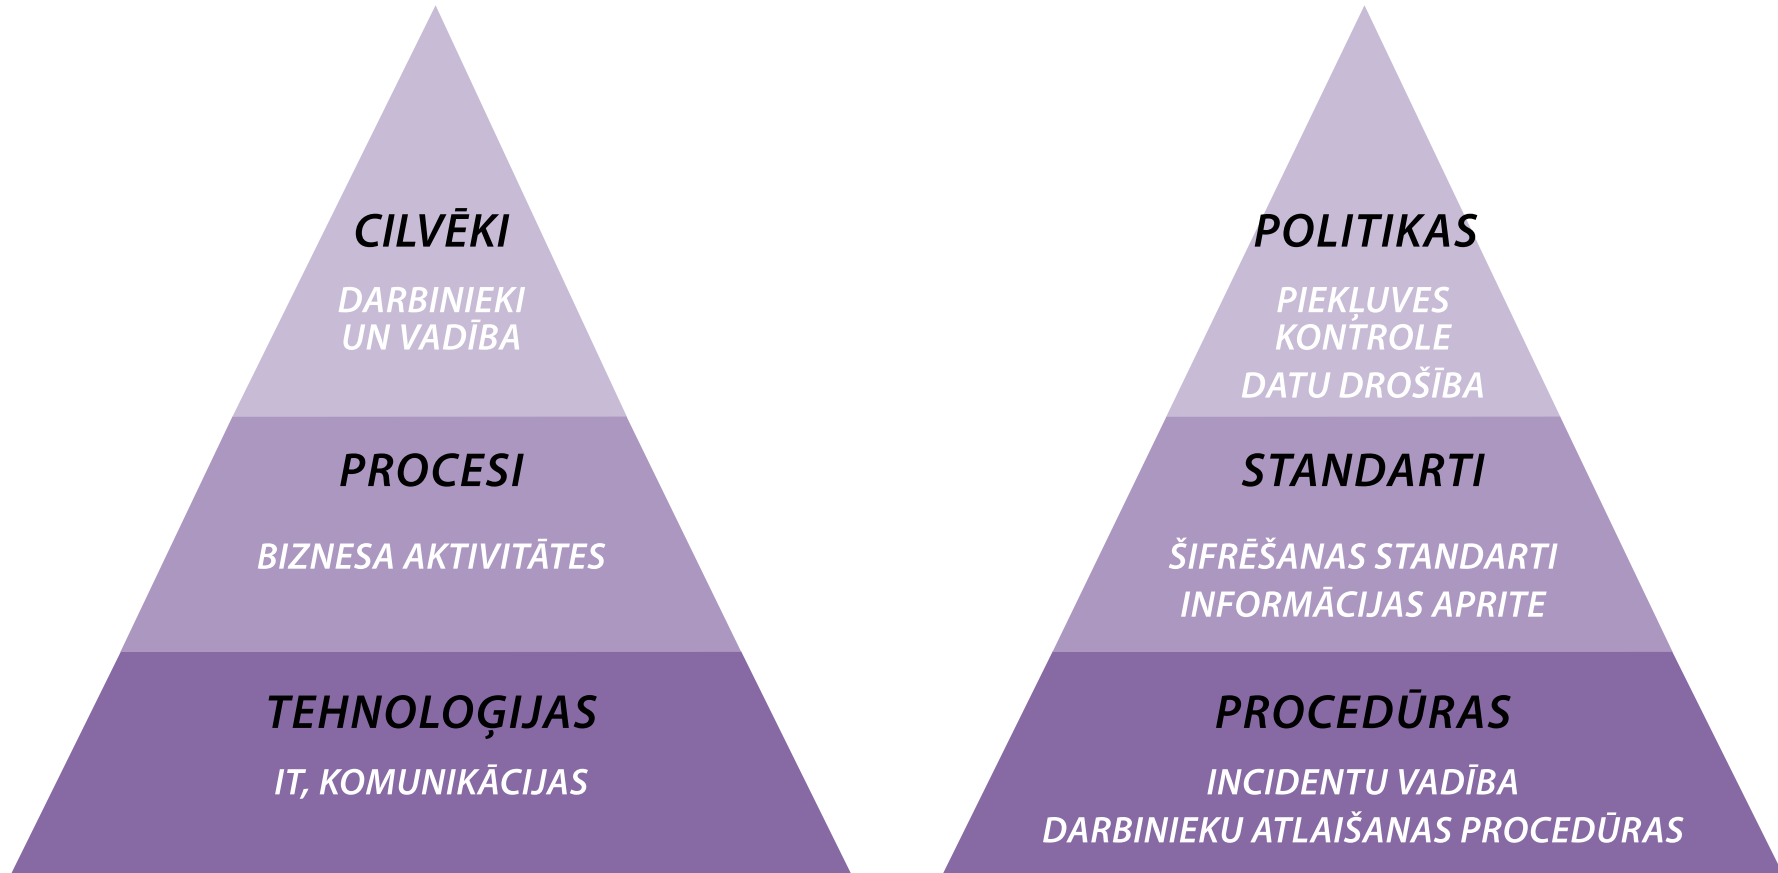 CILVĒKI
DARBINIEKI
UN VADĪBA
PROCESI
BIZNESA AKTIVITĀTES
TEHNOLOĢIJAS
IT, KOMUNIKĀCIJAS
POLITIKAS
PIEKĻUVES
KONTROLE
DATU DROŠĪBA
STANDARTI
ŠIFRĒŠANAS STANDARTI
INFORMĀCIJAS APRITE
PROCEDŪRAS
INCIDENTU VADĪBA
DARBINIEKU ATLAIŠANAS PROCEDŪRAS